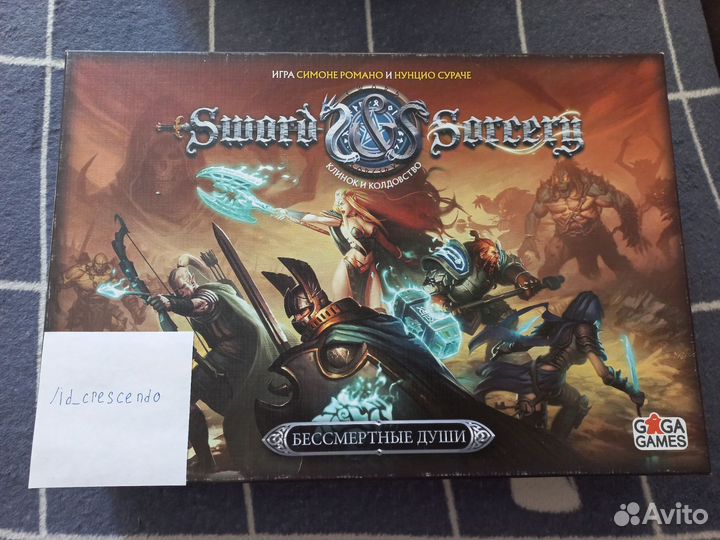 ИГРА СИМОНЕ РОМАНО И НУНЦИО СУРАЧЕ
Sword & Sorcery
КЛИНОК И КОЛДОВСТВО
/id_crescendo
БЕССМЕРТНЫЕ ДУШИ
GAGA
GAMES
Avito